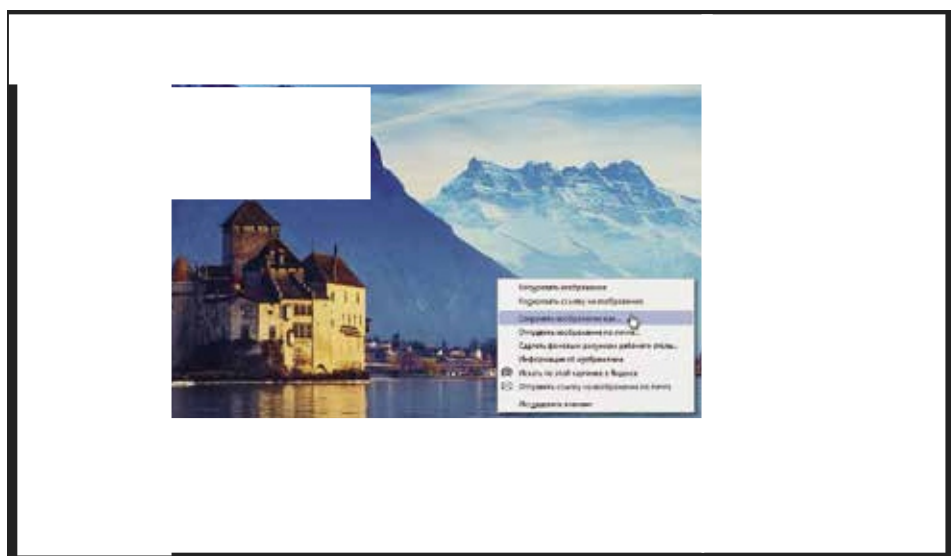 Копировать изображение
Копировать ссылку на изображение
Сохранить изображение как...
Отправить изображение по почте...
Сделать фоновым рисунком рабочего стола...
Информация об изображении
Искать по этой картинке в Яндексе
Отправить ссылку на изображение по почте
Исследовать элемент